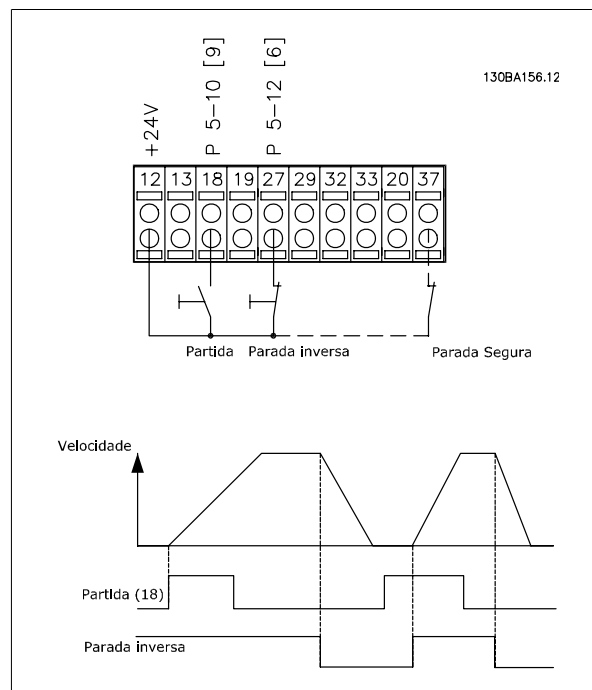 +24V
P 5-10 [9]
P 5-12 [6]
130BA156.12
12 13 18 19 27 29 32 33 20 37
Partida Parada inversa Parada Segura
Velocidade
Partida (18)
Parada inversa